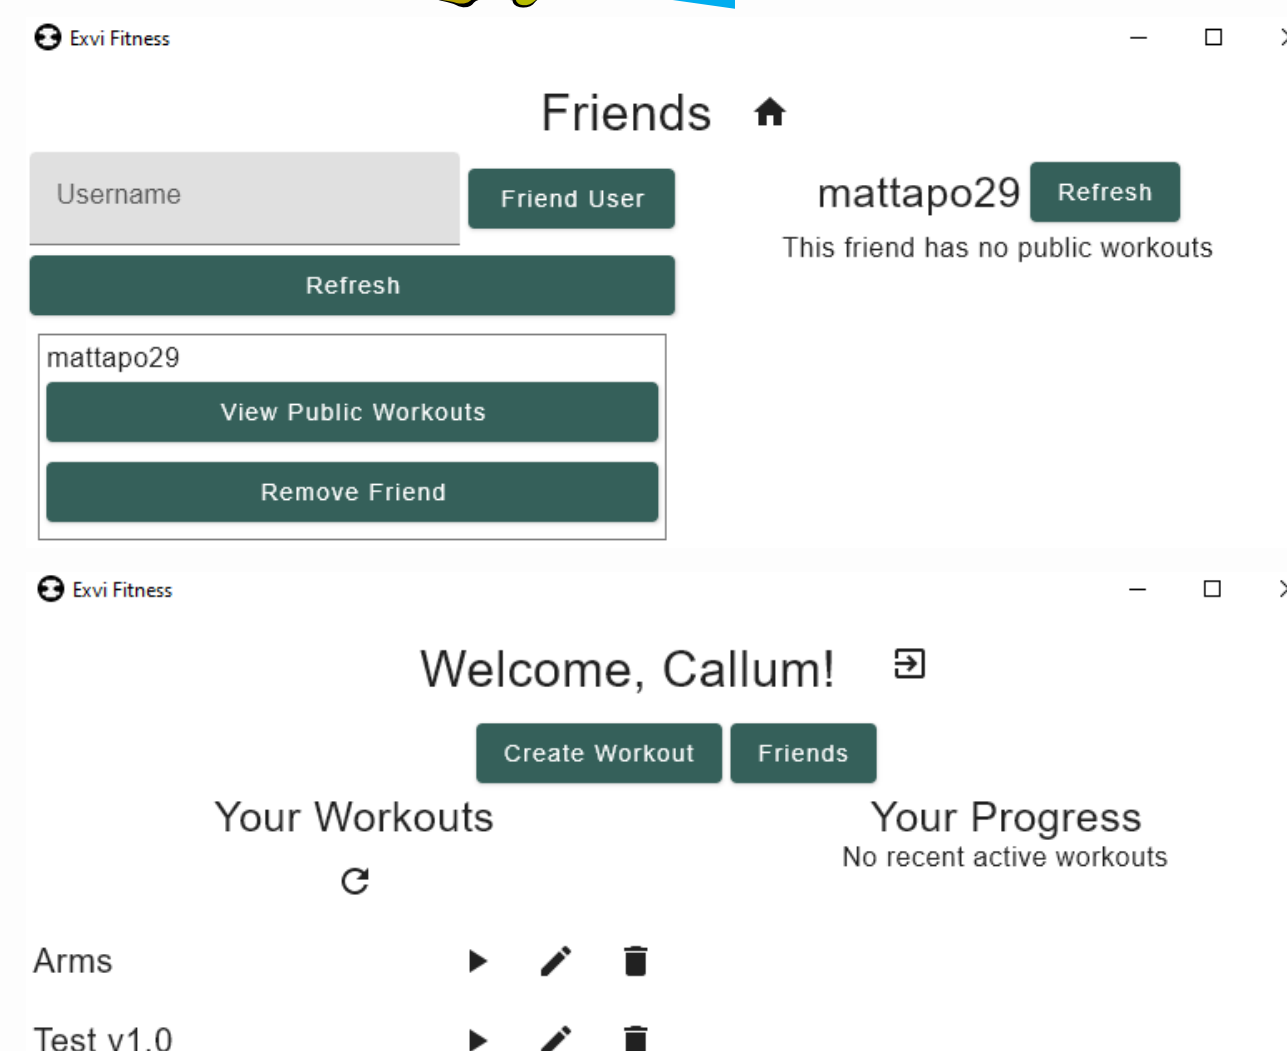 Exvi Fitness
Friends
Username
Friend User
Refresh
mattapo29
View Public Workouts
Remove Friend
mattapo29 Refresh
This friend has no public workouts
Exvi Fitness
Welcome, Callum!
Create Workout Friends
Your Workouts
Arms
Test v1.0
Your Progress
No recent active workouts